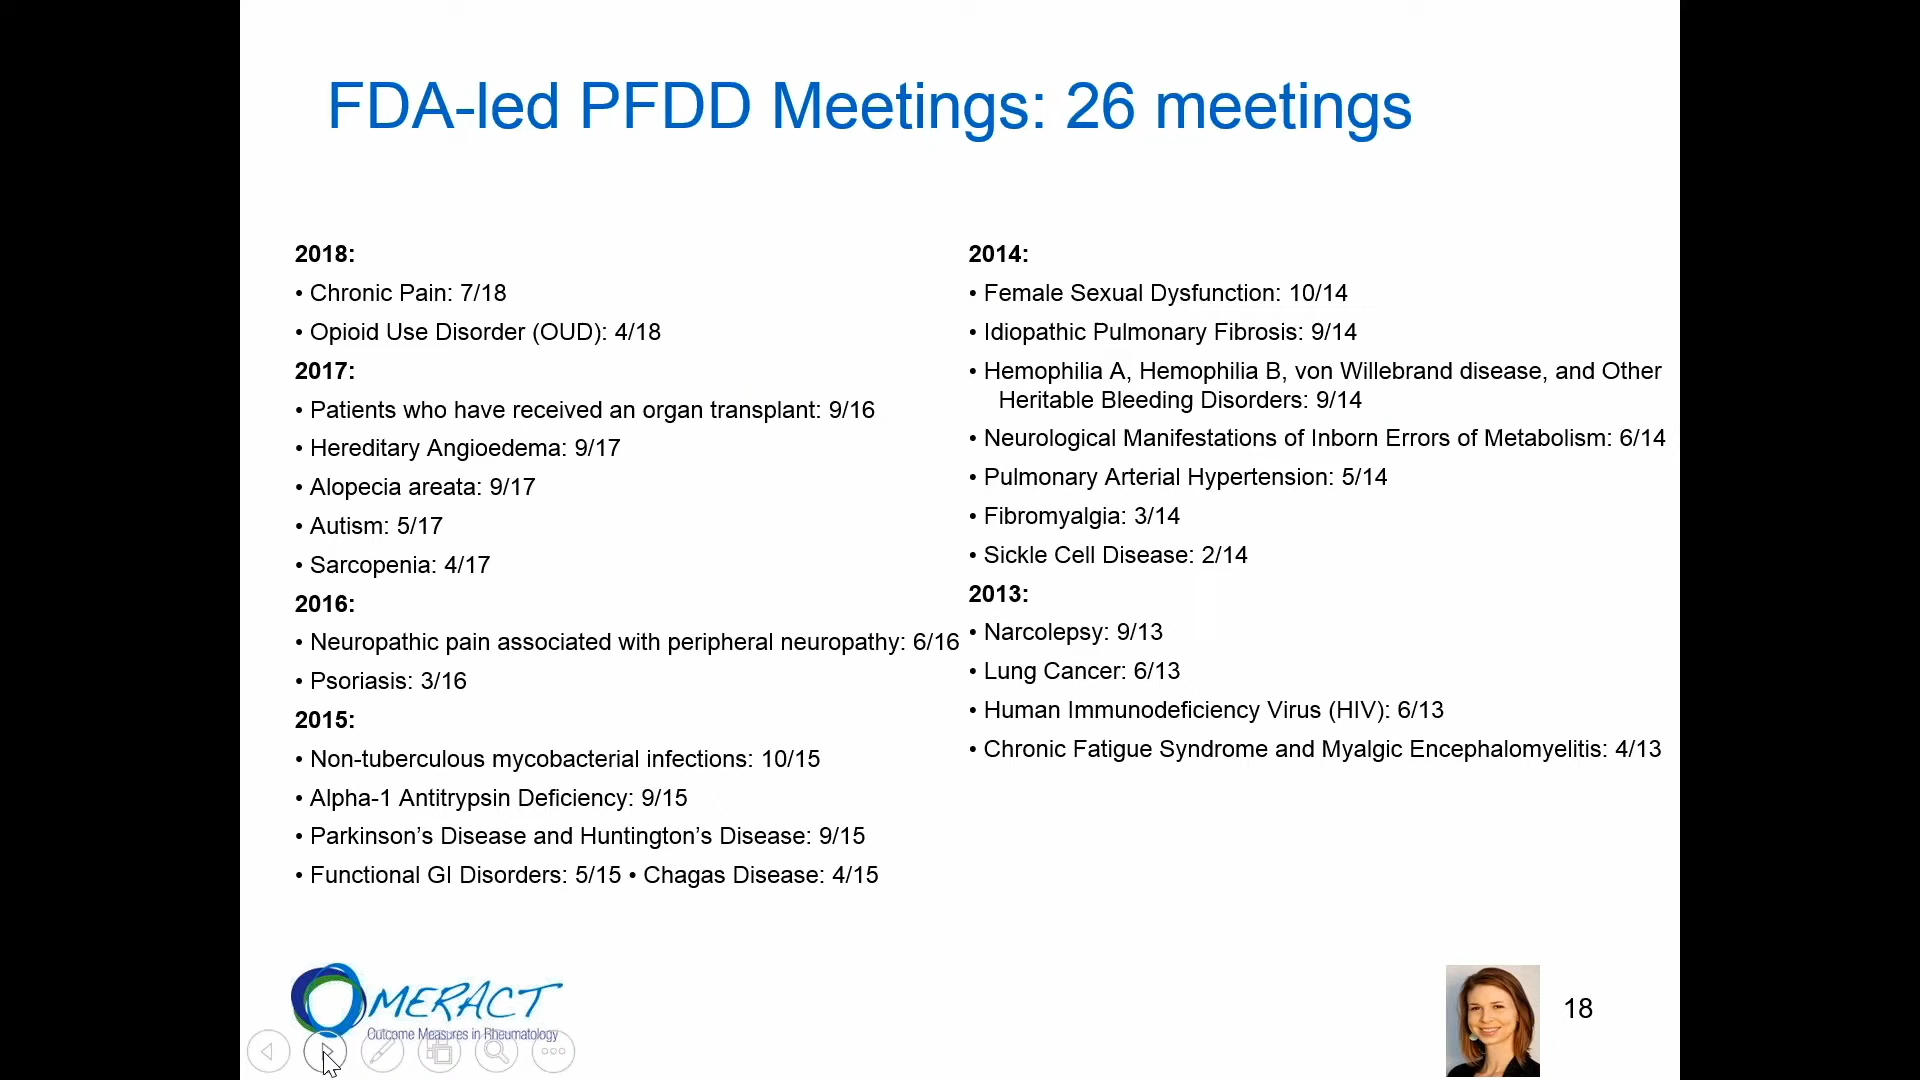 FDA-led PFDD Meetings: 26 meetings
2018:
• Chronic Pain: 7/18
• Opioid Use Disorder (OUD): 4/18
2017:
• Patients who have received an organ transplant: 9/16
• Hereditary Angioedema: 9/17
• Alopecia areata: 9/17
• Autism: 5/17
• Sarcopenia: 4/17
2016:
• Neuropathic pain associated with peripheral neuropathy: 6/16
• Psoriasis: 3/16
2015:
• Non-tuberculous mycobacterial infections: 10/15
• Alpha-1 Antitrypsin Deficiency: 9/15
• Parkinson’s Disease and Huntington’s Disease: 9/15
• Functional GI Disorders: 5/15 • Chagas Disease: 4/15
2014:
• Female Sexual Dysfunction: 10/14
• Idiopathic Pulmonary Fibrosis: 9/14
• Hemophilia A, Hemophilia B, von Willebrand disease, and Other
Heritable Bleeding Disorders: 9/14
• Neurological Manifestations of Inborn Errors of Metabolism: 6/14
• Pulmonary Arterial Hypertension: 5/14
• Fibromyalgia: 3/14
• Sickle Cell Disease: 2/14
2013:
• Narcolepsy: 9/13
• Lung Cancer: 6/13
• Human Immunodeficiency Virus (HIV): 6/13
• Chronic Fatigue Syndrome and Myalgic Encephalomyelitis: 4/13
OMERACT
Outcome Measures in Rheumatology
18